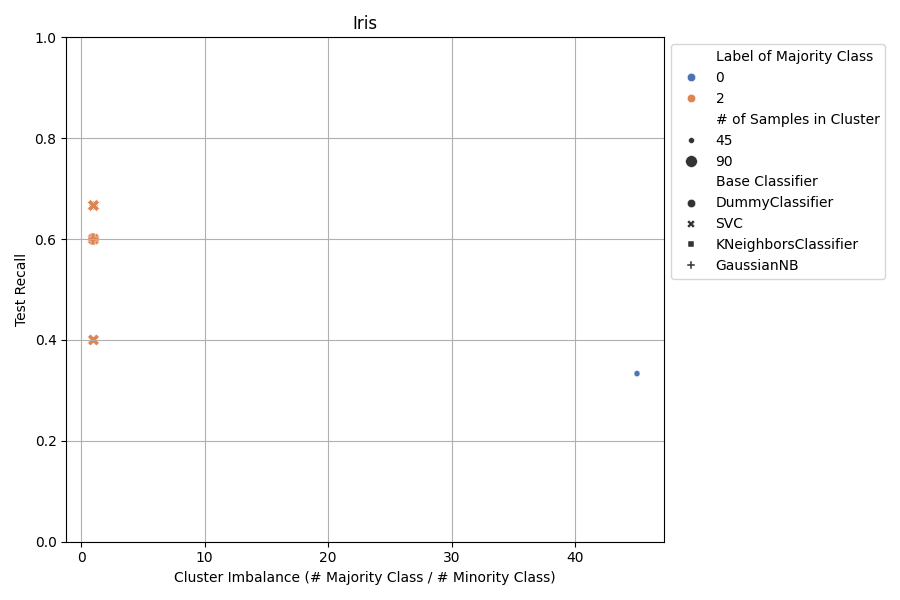 Iris
1.0
0.8
0.6
0.4
0.2
0.0
Test Recall
0
10
20
30
40
Cluster Imbalance (# Majority Class / # Minority Class)
Label of Majority Class
0
2
# of Samples in Cluster
45
90
Base Classifier
DummyClassifier
SVC
KNeighborsClassifier
GaussianNB